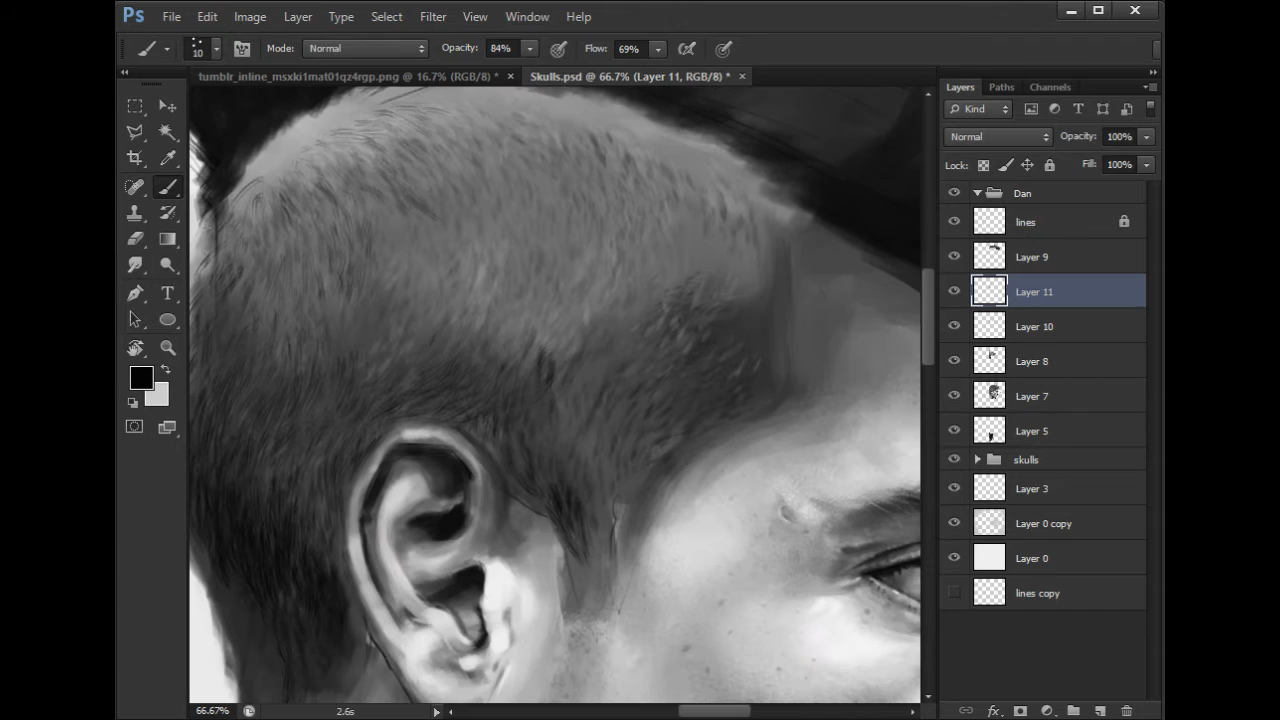 Ps File Edit Image Layer Type Select Filter View Window Help
10 Mode: Normal Opacity: 84% Flow: 69%
tumblr_inline_msxki1mat01qz4rgp.png @ 16.7% (RGB/8) * × Skulls.psd @ 66.7% (Layer 11, RGB/8) * ×
Layers Paths Channels
Kind
Normal Opacity: 100%
Lock: Fill: 100%
Dan
lines
Layer 9
Layer 11
Layer 10
Layer 8
Layer 7
Layer 5
skulls
Layer 3
Layer 0 copy
Layer 0
lines copy
66.67% 2.6s
fx